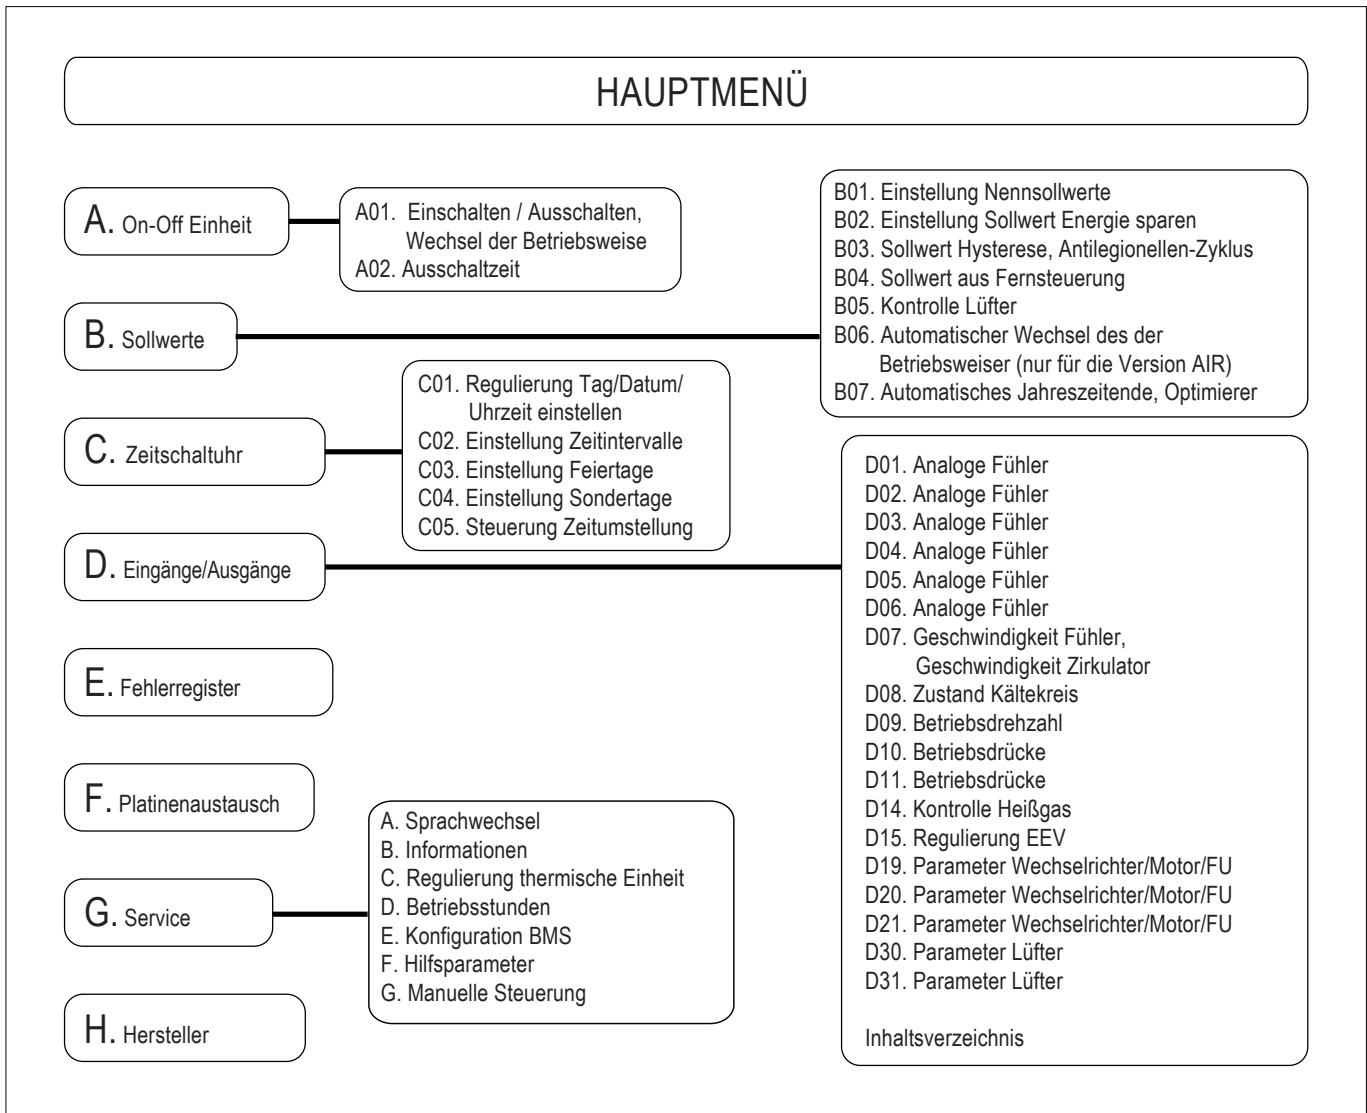 HAUPTMENÜ
A. On-Off Einheit
A01. Einschalten / Ausschalten,
Wechsel der Betriebsweise
A02. Ausschaltzeit
B. Sollwerte
B01. Einstellung Nennsollwerte
B02. Einstellung Sollwert Energie sparen
B03. Sollwert Hysterese, Antilegionellen-Zyklus
B04. Sollwert aus Fernsteuerung
B05. Kontrolle Lüfter
B06. Automatischer Wechsel des der
Betriebsweiser (nur für die Version AIR)
B07. Automatisches Jahreszeitende, Optimierer
C. Zeitschaltuhr
C01. Regulierung Tag/Datum/
Uhrzeit einstellen
C02. Einstellung Zeitintervalle
C03. Einstellung Feiertage
C04. Einstellung Sondertage
C05. Steuerung Zeitumstellung
D. Eingänge/Ausgänge
D01. Analoge Fühler
D02. Analoge Fühler
D03. Analoge Fühler
D04. Analoge Fühler
D05. Analoge Fühler
D06. Analoge Fühler
D07. Geschwindigkeit Fühler,
Geschwindigkeit Zirkulator
D08. Zustand Kältekreis
D09. Betriebsdrehzahl
D10. Betriebsdrücke
D11. Betriebsdrücke
D14. Kontrolle Heißgas
D15. Regulierung EEV
D19. Parameter Wechselrichter/Motor/FU
D20. Parameter Wechselrichter/Motor/FU
D21. Parameter Wechselrichter/Motor/FU
D30. Parameter Lüfter
D31. Parameter Lüfter
Inhaltsverzeichnis
E. Fehlerregister
F. Platinenaustausch
G. Service
A. Sprachwechsel
B. Informationen
C. Regulierung thermische Einheit
D. Betriebsstunden
E. Konfiguration BMS
F. Hilfsparameter
G. Manuelle Steuerung
H. Hersteller